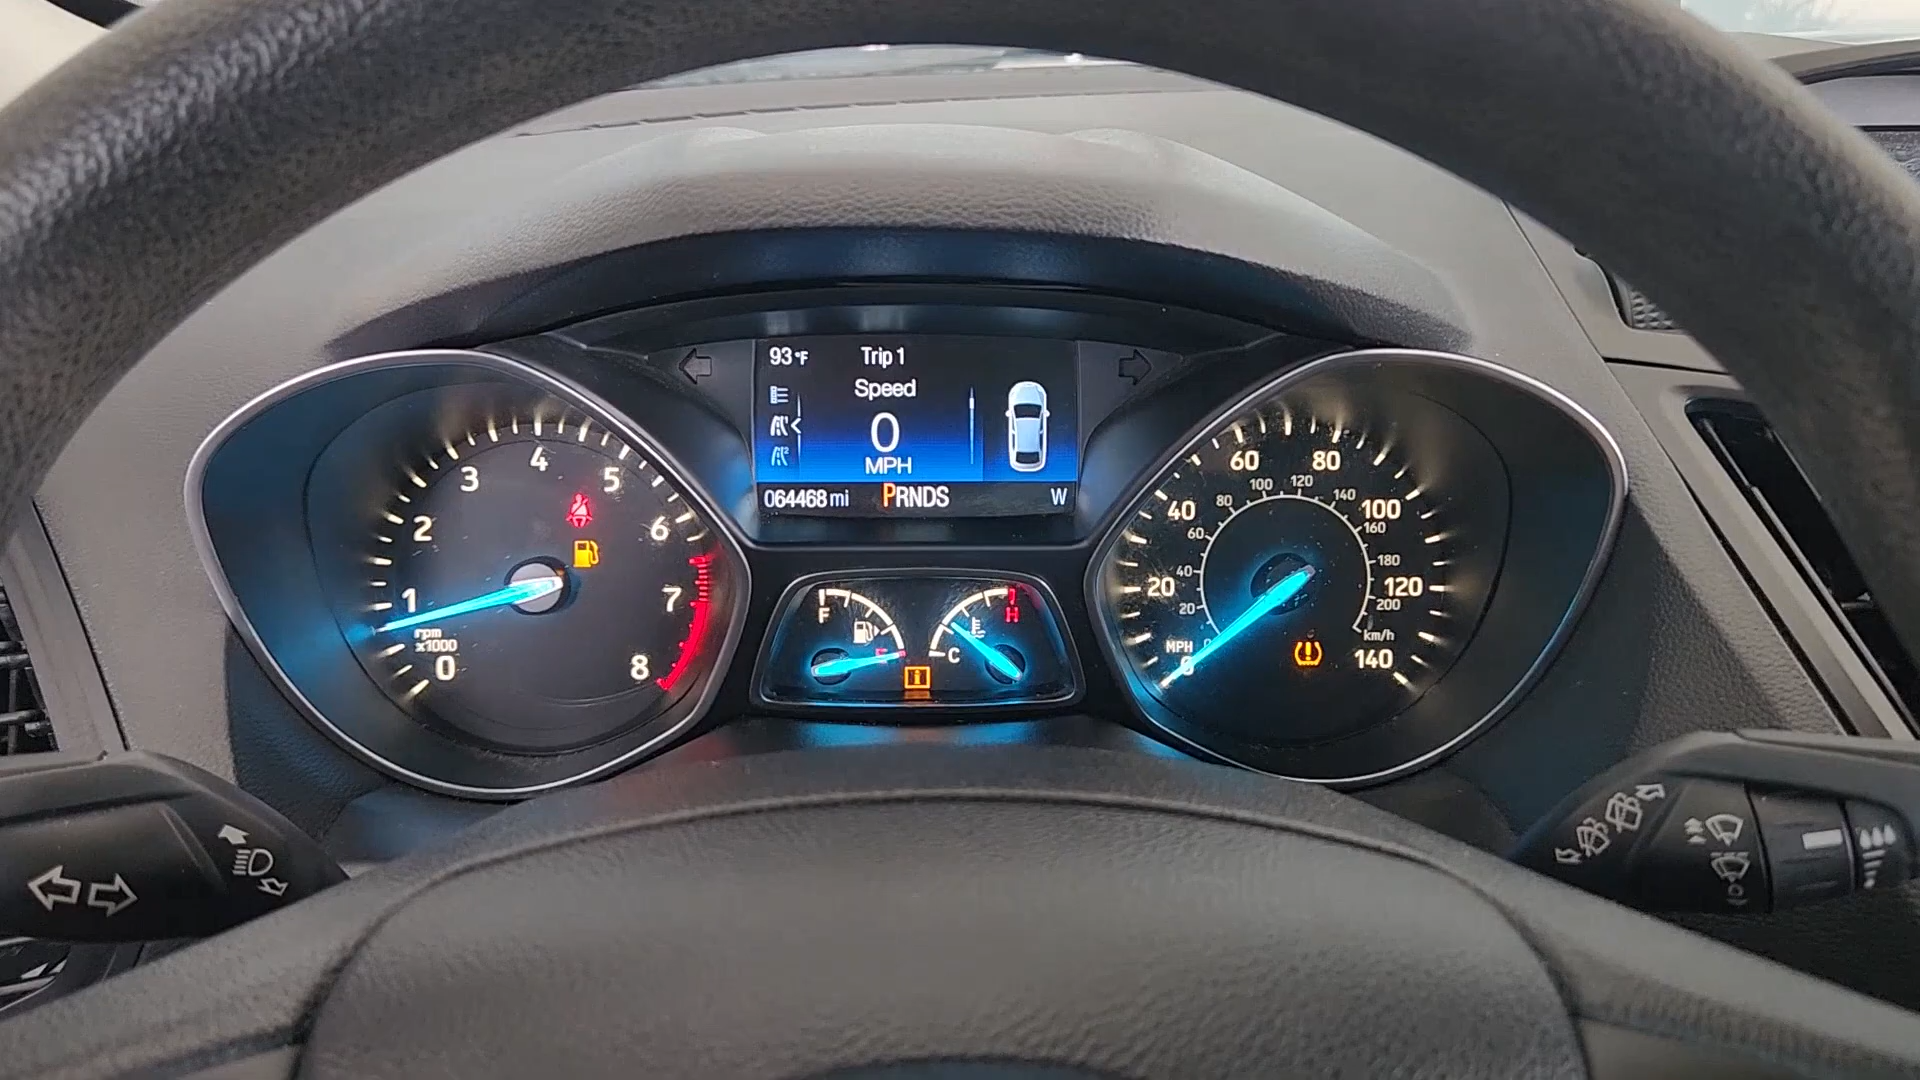 93°F Trip 1
Speed
0
MPH
064468 mi PRNDS W
0 1 2 3 4 5 6 7 8
rpm
x1000
F
E
C H
0 20 40 60 80 100 120 140
MPH
20 40 60 80 100 120 140 160 180 200
km/h